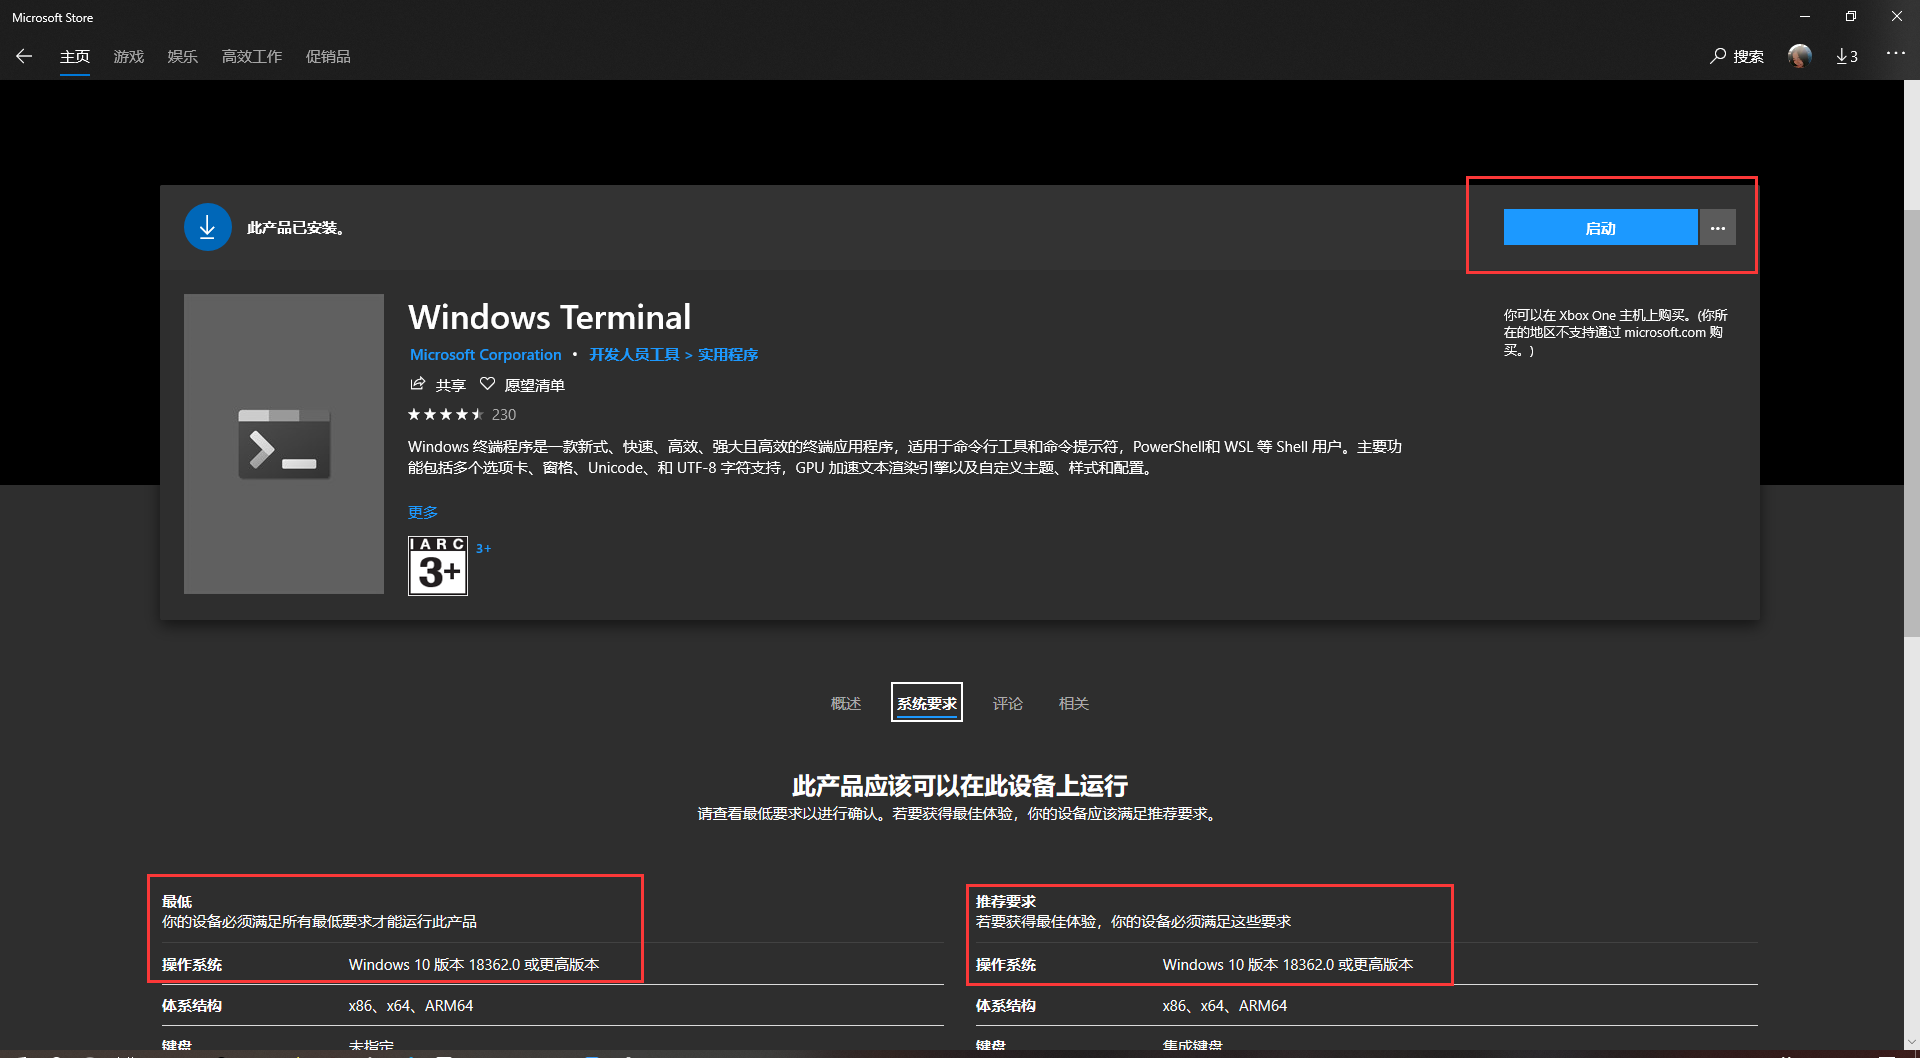 Microsoft Store
主页 游戏 娱乐 高效工作 促销品
搜索 3
此产品已安装。
启动
Windows Terminal
Microsoft Corporation • 开发人员工具 > 实用程序
共享 愿望清单
230
Windows 终端程序是一款新式、快速、高效、强大且高效的终端应用程序，适用于命令行工具和命令提示符，PowerShell和 WSL 等 Shell 用户。主要功
能包括多个选项卡、窗格、Unicode、和 UTF-8 字符支持，GPU 加速文本渲染引擎以及自定义主题、样式和配置。
更多
IARC
3+
3+
你可以在 Xbox One 主机上购买。(你所
在的地区不支持通过 microsoft.com 购
买。)
概述 系统要求 评论 相关
此产品应该可以在此设备上运行
请查看最低要求以进行确认。若要获得最佳体验，你的设备应该满足推荐要求。
最低
你的设备必须满足所有最低要求才能运行此产品
操作系统 Windows 10 版本 18362.0 或更高版本
体系结构 x86、x64、ARM64
键盘 未指定
推荐要求
若要获得最佳体验，你的设备必须满足这些要求
操作系统 Windows 10 版本 18362.0 或更高版本
体系结构 x86、x64、ARM64
键盘 集成键盘